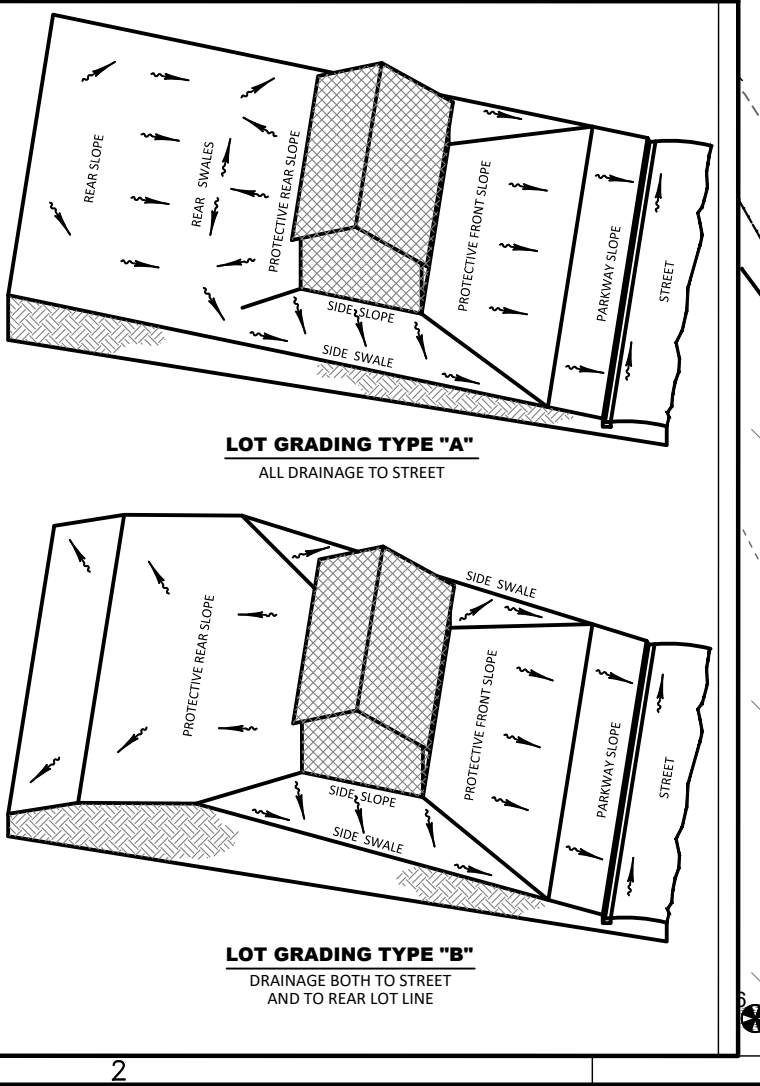 REAR SLOPE
REAR SWALES
PROTECTIVE REAR SLOPE
SIDE SLOPE
SIDE SWALE
PROTECTIVE FRONT SLOPE
PARKWAY SLOPE
STREET
LOT GRADING TYPE "A"
ALL DRAINAGE TO STREET
SIDE SWALE
PROTECTIVE REAR SLOPE
SIDE SLOPE
SIDE SWALE
PROTECTIVE FRONT SLOPE
PARKWAY SLOPE
STREET
LOT GRADING TYPE "B"
DRAINAGE BOTH TO STREET
AND TO REAR LOT LINE
2